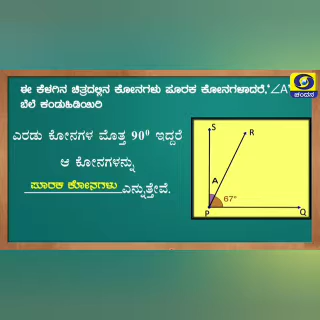 ಈ ಕೆಳಗಿನ ಚಿತ್ರದಲ್ಲಿನ ಕೋನಗಳು ಪೂರಕ ಕೋನಗಳಾದರೆ,'∠A'
ಬೆಲೆ ಕಂಡುಹಿಡಿಯಿರಿ
ಚಂದನ
ಎರಡು ಕೋನಗಳ ಮೊತ್ತ 90⁰ ಇದ್ದರೆ
ಆ ಕೋನಗಳನ್ನು
ಪೂರಕ ಕೋನಗಳು ಎನ್ನುತ್ತೇವೆ.
S
R
A
67°
P
Q